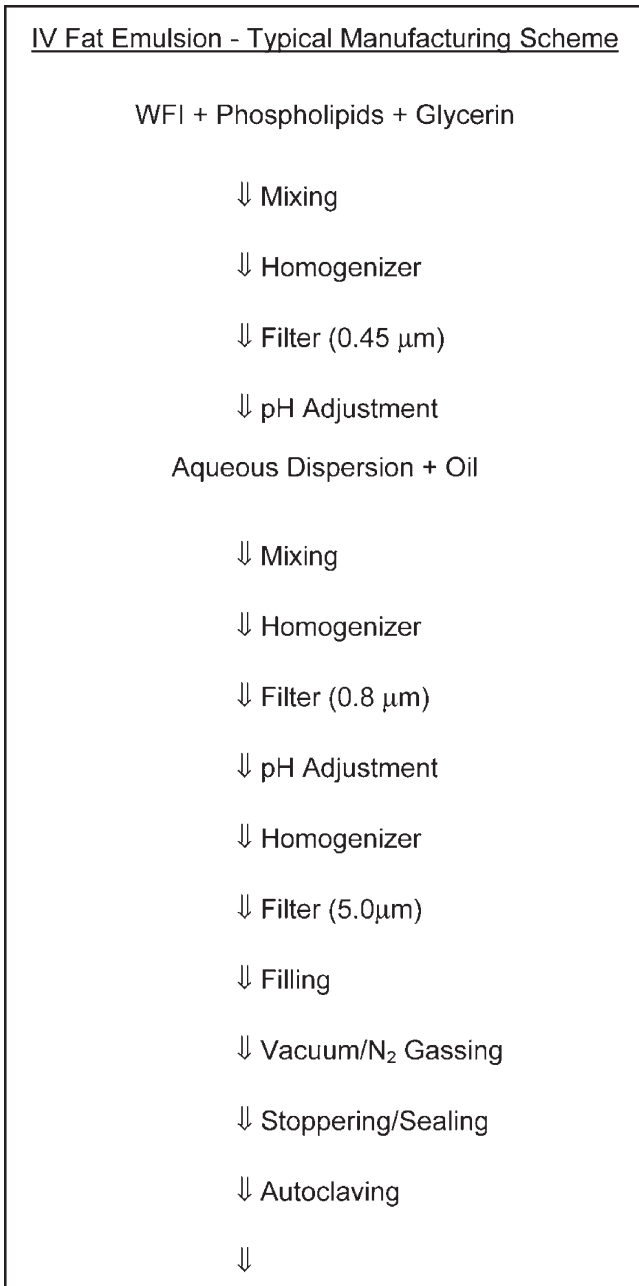 IV Fat Emulsion - Typical Manufacturing Scheme
WFI + Phospholipids + Glycerin
⇓ Mixing
⇓ Homogenizer
⇓ Filter (0.45 μm)
⇓ pH Adjustment
Aqueous Dispersion + Oil
⇓ Mixing
⇓ Homogenizer
⇓ Filter (0.8 μm)
⇓ pH Adjustment
⇓ Homogenizer
⇓ Filter (5.0μm)
⇓ Filling
⇓ Vacuum/N₂ Gassing
⇓ Stoppering/Sealing
⇓ Autoclaving
⇓